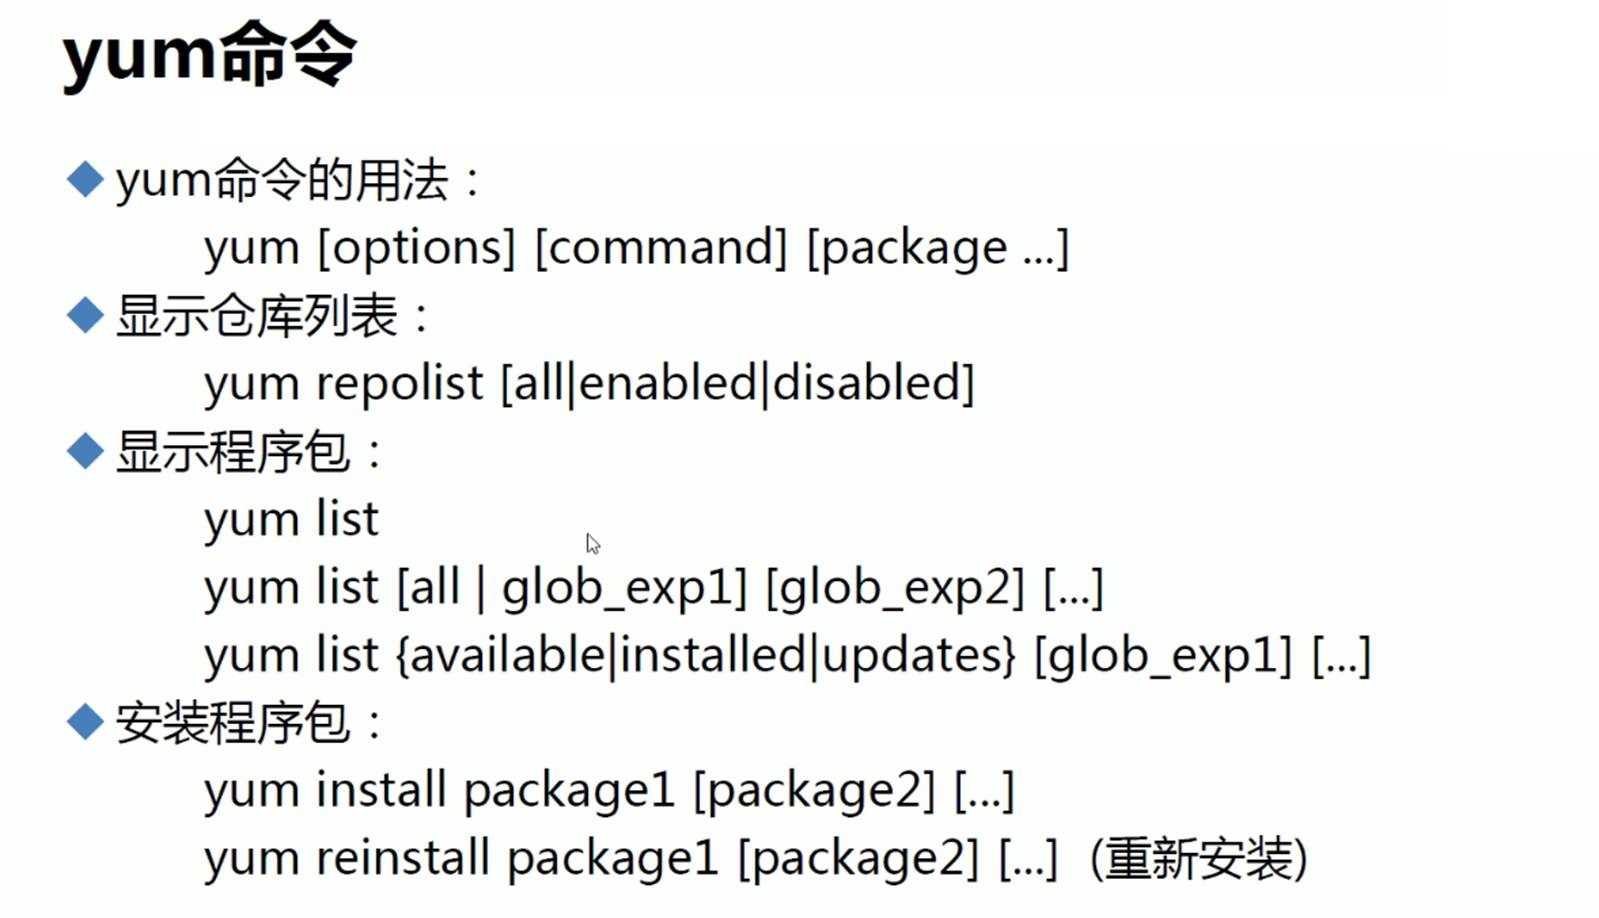 yum命令
yum命令的用法：
yum [options] [command] [package ...]
显示仓库列表：
yum repolist [all|enabled|disabled]
显示程序包：
yum list
yum list [all | glob_exp1] [glob_exp2] [...]
yum list {available|installed|updates} [glob_exp1] [...]
安装程序包：
yum install package1 [package2] [...]
yum reinstall package1 [package2] [...] (重新安装)